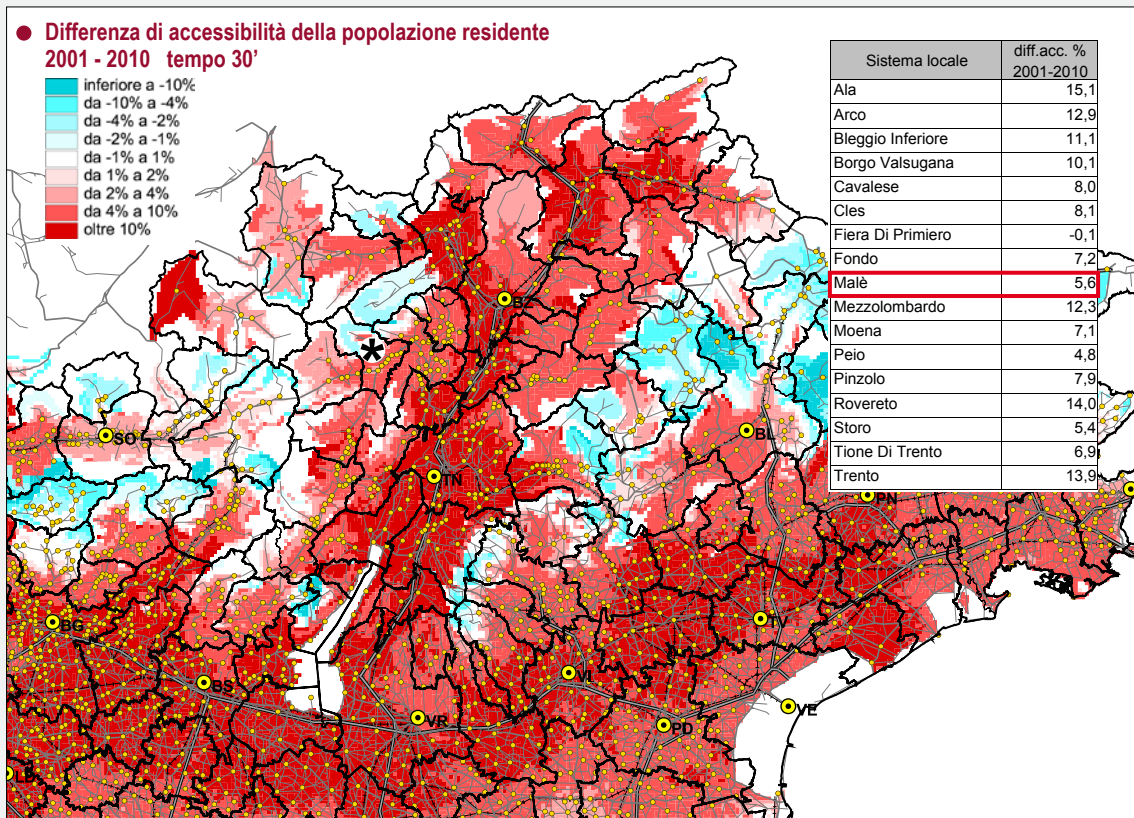 Differenza di accessibilità della popolazione residente
2001 - 2010 tempo 30'
inferiore a -10%
da -10% a -4%
da -4% a -2%
da -2% a -1%
da -1% a 1%
da 1% a 2%
da 2% a 4%
da 4% a 10%
oltre 10%
Sistema locale diff.acc. % 2001-2010
Ala 15,1
Arco 12,9
Bleggio Inferiore 11,1
Borgo Valsugana 10,1
Cavalese 8,0
Cles 8,1
Fiera Di Primiero -0,1
Fondo 7,2
Malè 5,6
Mezzolombardo 12,3
Moena 7,1
Peio 4,8
Pinzolo 7,9
Rovereto 14,0
Storo 5,4
Tione Di Trento 6,9
Trento 13,9
BZ
*
SO
BL
TN
PN
BG
TV
BS
VI
VR
PD
VE